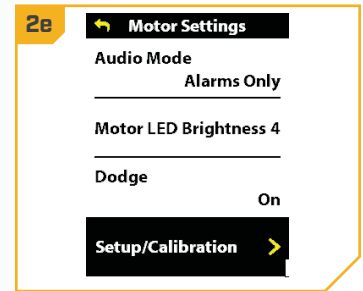 2e
Motor Settings
Audio Mode
Alarms Only
Motor LED Brightness 4
Dodge
On
Setup/Calibration